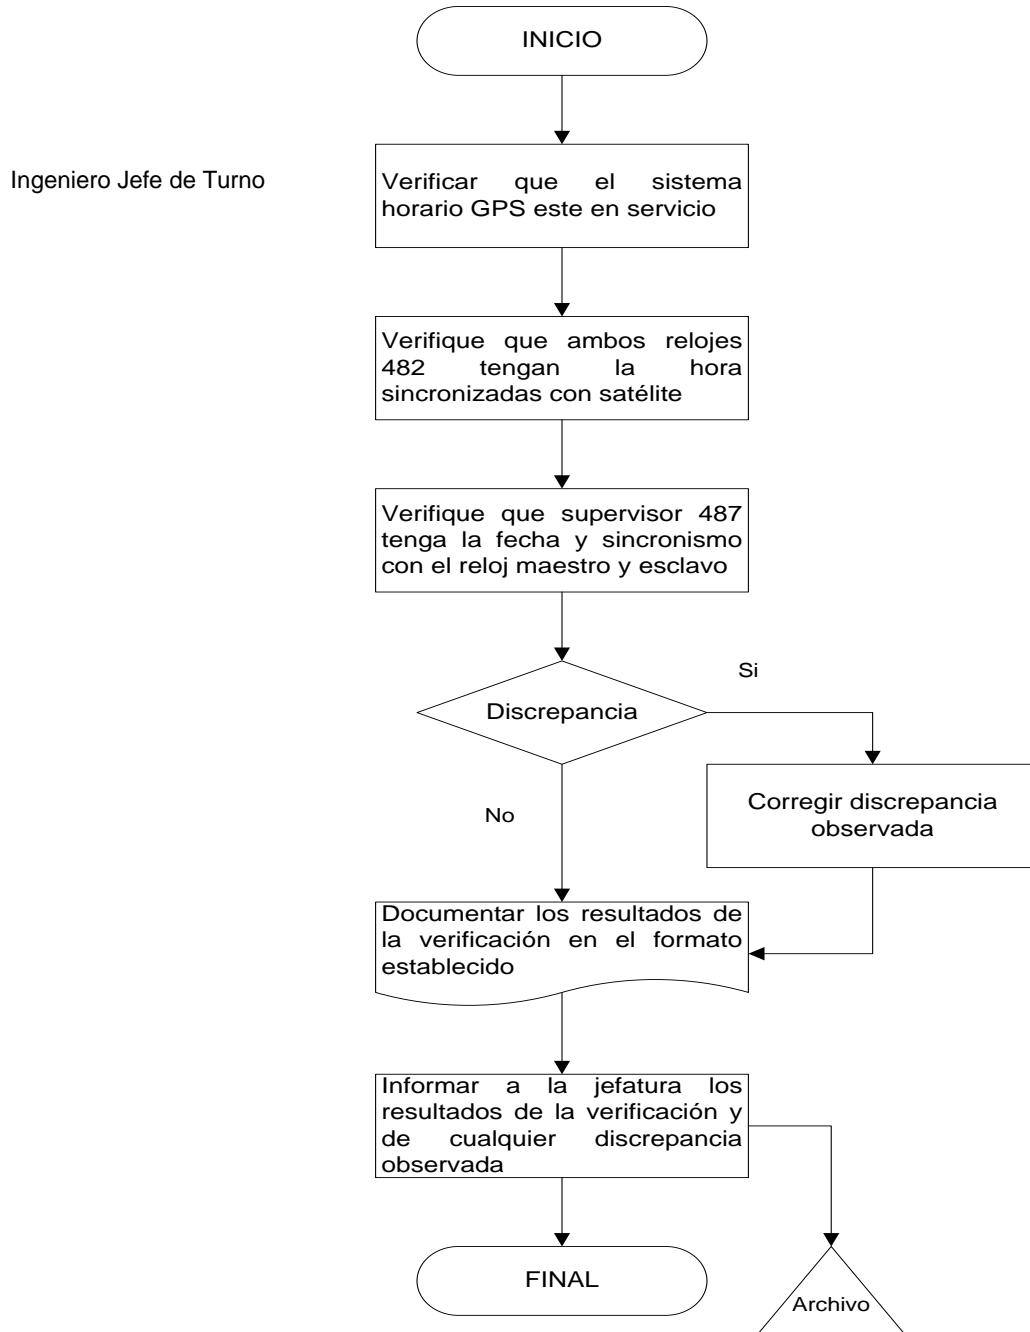 INICIO
Ingeniero Jefe de Turno
Verificar que el sistema
horario GPS este en servicio
Verifique que ambos relojes
482 tengan la hora
sincronizadas con satélite
Verifique que supervisor 487
tenga la fecha y sincronismo
con el reloj maestro y esclavo
Si
Discrepancia
Corregir discrepancia
observada
No
Documentar los resultados de
la verificación en el formato
establecido
Informar a la jefatura los
resultados de la verificación y
de cualquier discrepancia
observada
FINAL
Archivo